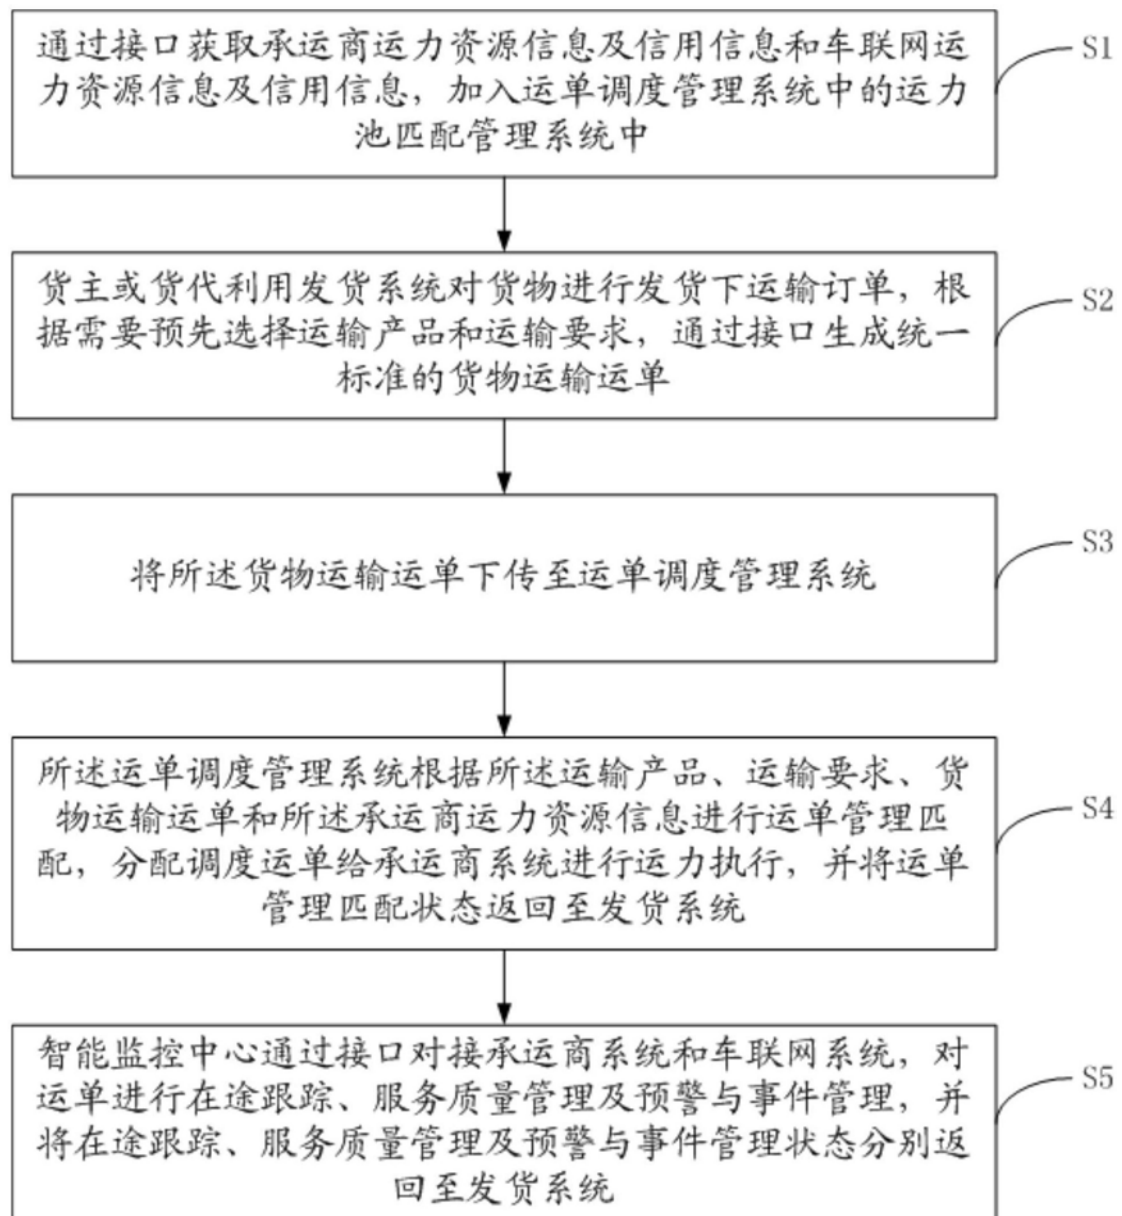 通过接口获取承运商运力资源信息及信用信息和车联网运
力资源信息及信用信息，加入运单调度管理系统中的运力
池匹配管理系统中
S1
货主或货代利用发货系统对货物进行发货下运输订单，根
据需要预先选择运输产品和运输要求，通过接口生成统一
标准的货物运输运单
S2
将所述货物运输运单下传至运单调度管理系统
S3
所述运单调度管理系统根据所述运输产品、运输要求、货
物运输运单和所述承运商运力资源信息进行运单管理匹
配，分配调度运单给承运商系统进行运力执行，并将运单
管理匹配状态返回至发货系统
S4
智能监控中心通过接口对接承运商系统和车联网系统，对
运单进行在途跟踪、服务质量管理及预警与事件管理，并
将在途跟踪、服务质量管理及预警与事件管理状态分别返
回至发货系统
S5